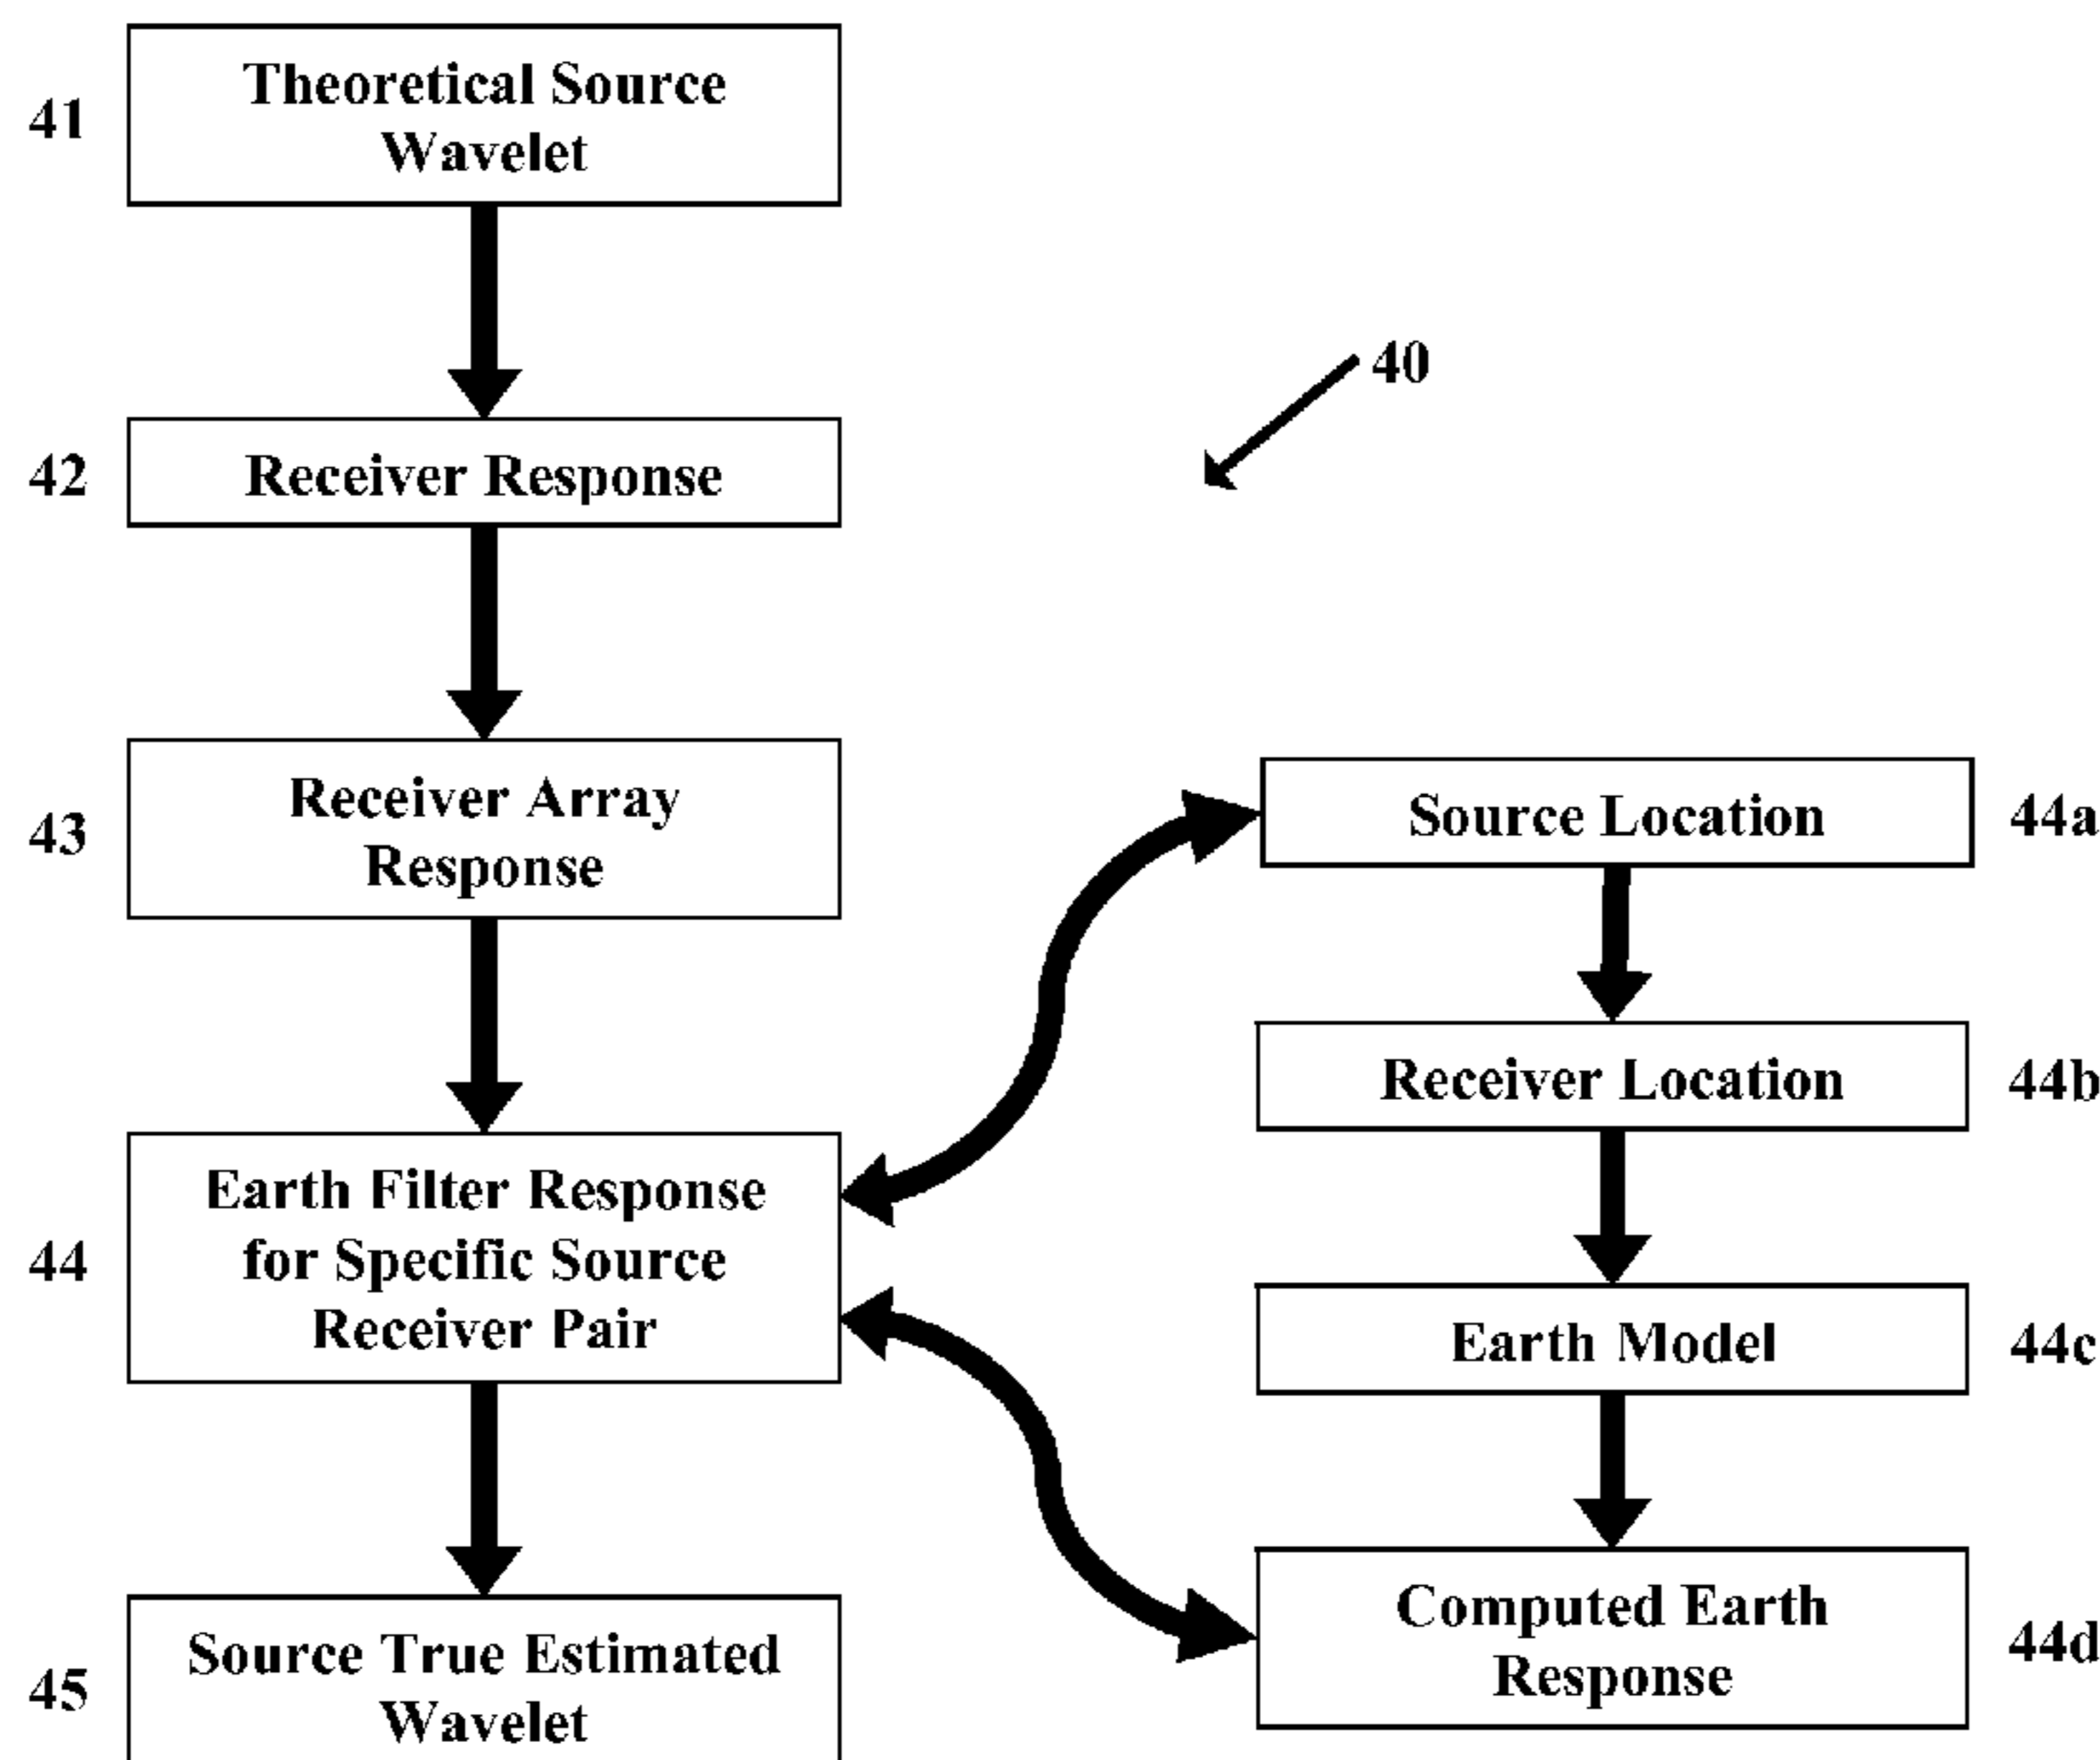 41
Theoretical Source
Wavelet
40
42
Receiver Response
43
Receiver Array
Response
44
Earth Filter Response
for Specific Source
Receiver Pair
45
Source True Estimated
Wavelet
Source Location
44a
Receiver Location
44b
Earth Model
44c
Computed Earth
Response
44d